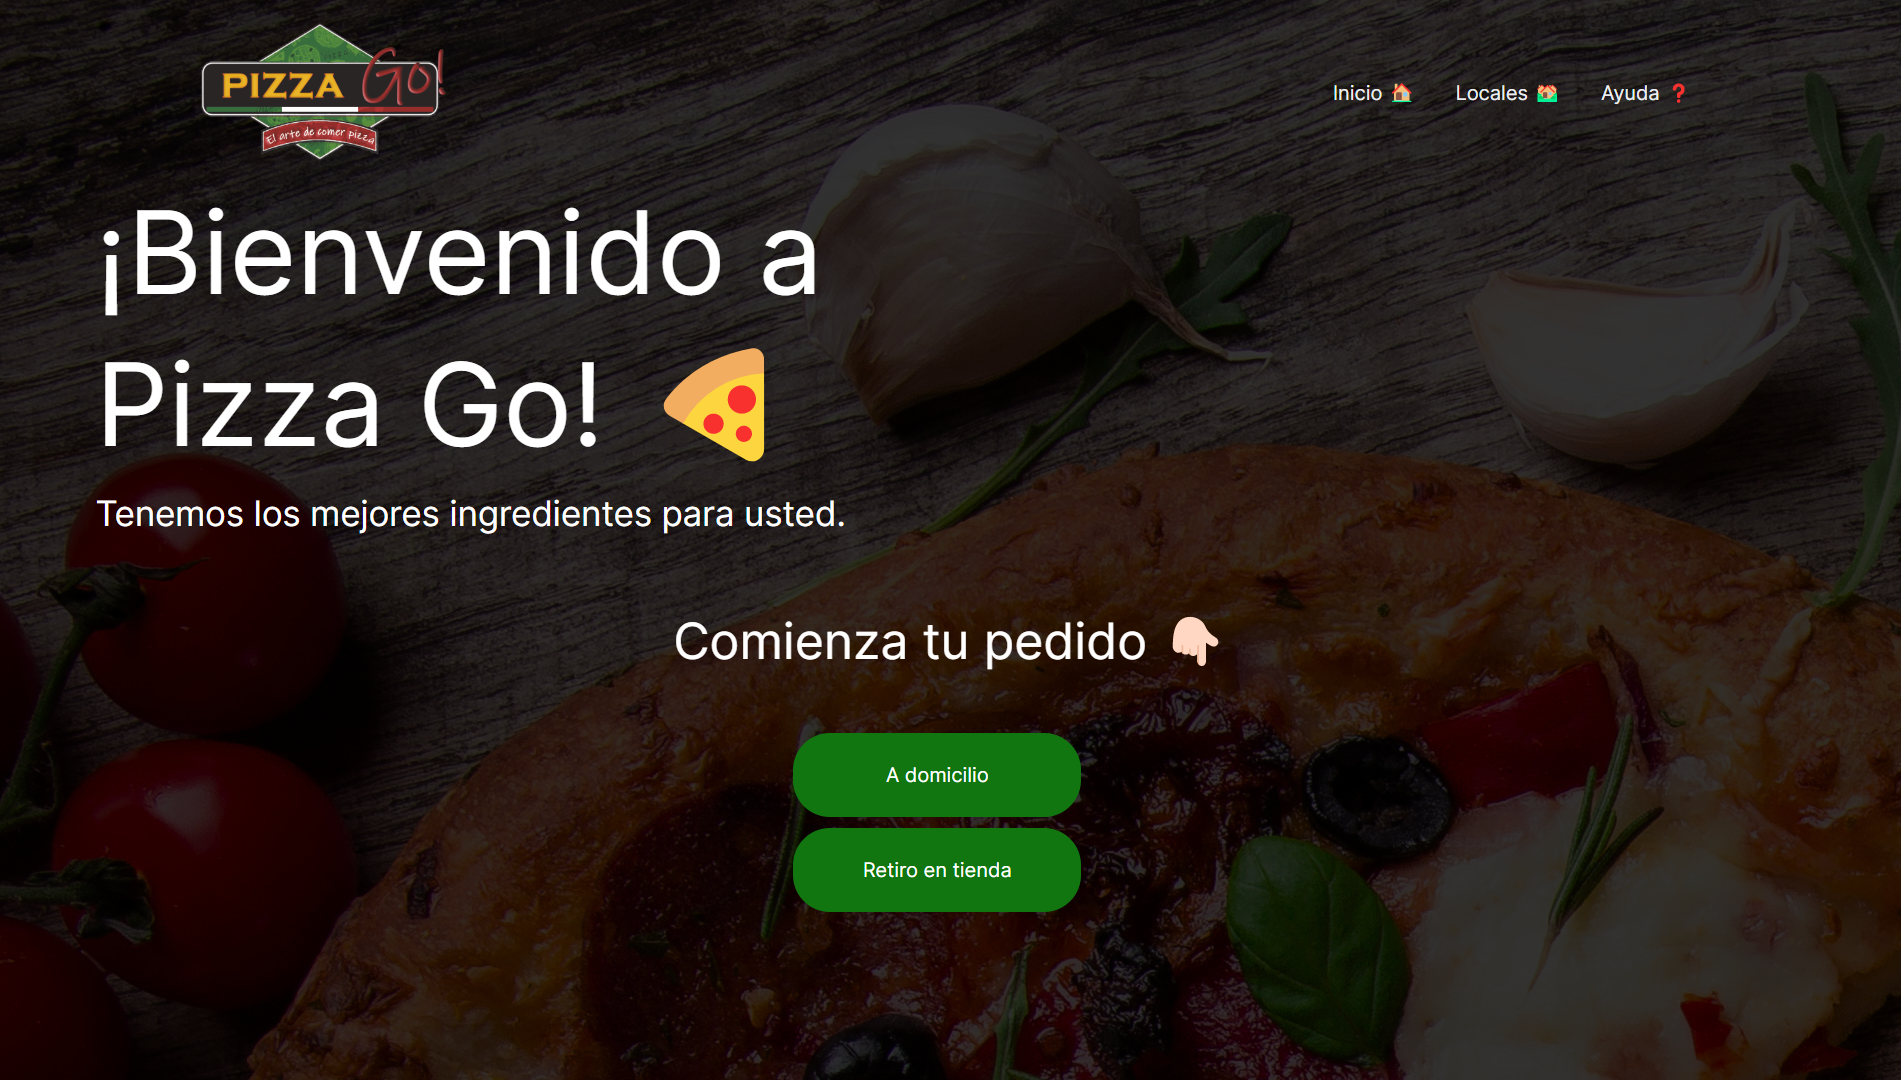 PIZZA Go!
El arte de comer pizza
Inicio 🏠
Locales 🏡
Ayuda ❓
¡Bienvenido a
Pizza Go! 🍕
Tenemos los mejores ingredientes para usted.
Comienza tu pedido 👇🏻
A domicilio
Retiro en tienda